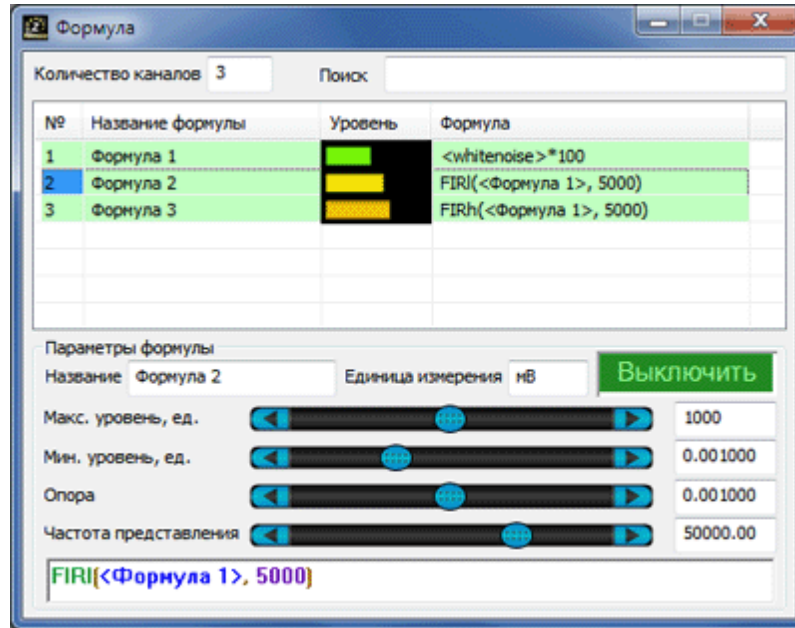 Формула
Количество каналов 3 Поиск
№ Название формулы Уровень Формула
1 Формула 1 <whitenoise>*100
2 Формула 2 FIRl(<Формула 1>, 5000)
3 Формула 3 FIRh(<Формула 1>, 5000)
Параметры формулы
Название Формула 2 Единица измерения мВ Выключить
Макс. уровень, ед. 1000
Мин. уровень, ед. 0.001000
Опора 0.001000
Частота представления 50000.00
FIRl(<Формула 1>, 5000)